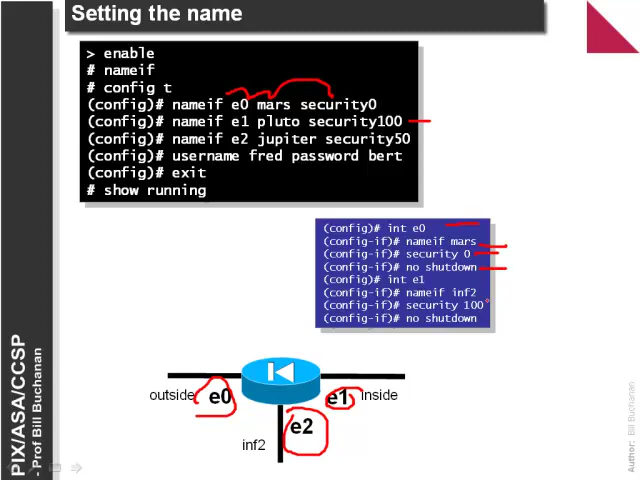 Setting the name
> enable
# nameif
# config t
(config)# nameif e0 mars security0
(config)# nameif e1 pluto security100
(config)# nameif e2 jupiter security50
(config)# username fred password bert
(config)# exit
# show running
(config)# int e0
(config-if)# nameif mars
(config-if)# security 0
(config-if)# no shutdown
(config)# int e1
(config-if)# nameif inf2
(config-if)# security 100
(config-if)# no shutdown
outside
e0
e1
Inside
e2
inf2
PIX/ASA/CCSP
- Prof Bill Buchanan
Author: Bill Buchanan